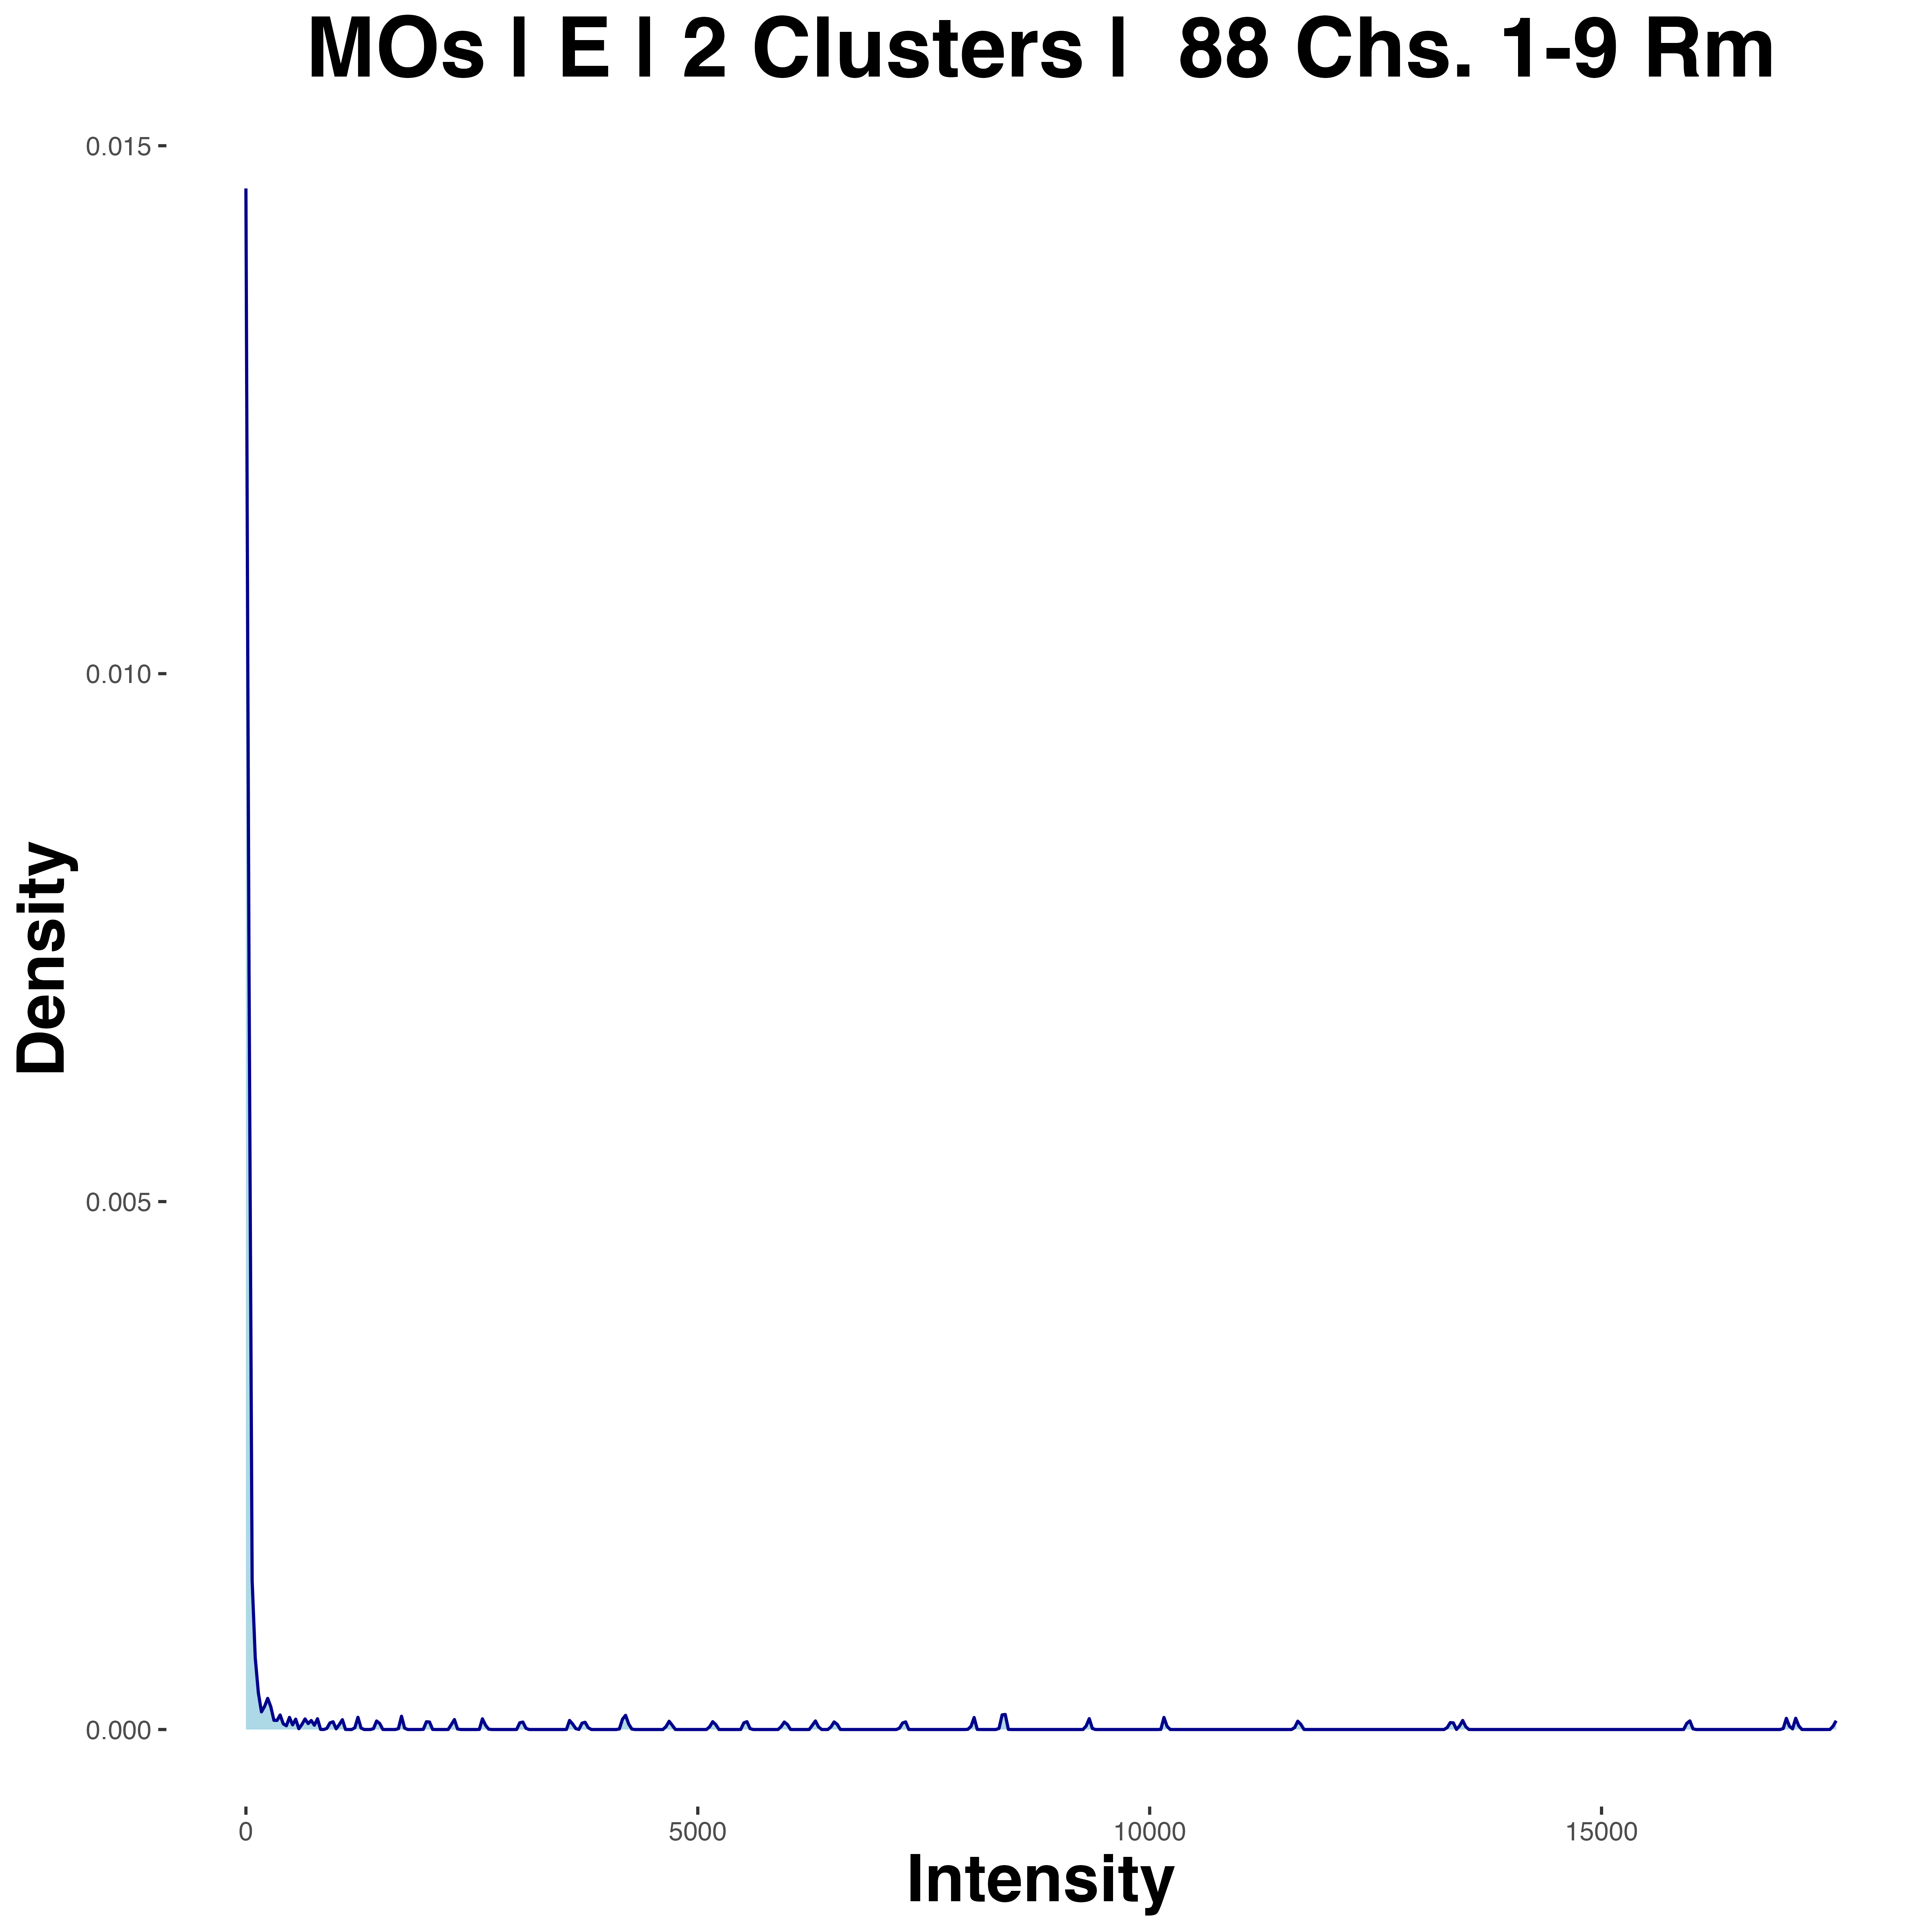 MOs | E | 2 Clusters |  88 Chs. 1-9 Rm
0.015
0.010
0.005
0.000
Density
0 5000 10000 15000
Intensity